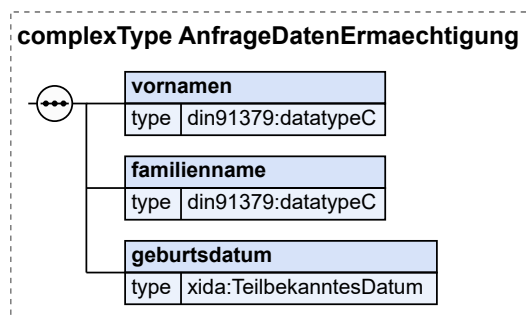 complexType AnfrageDatenErmaechtigung
vornamen
type din91379:datatypeC
familienname
type din91379:datatypeC
geburtsdatum
type xida:TeilbekanntesDatum